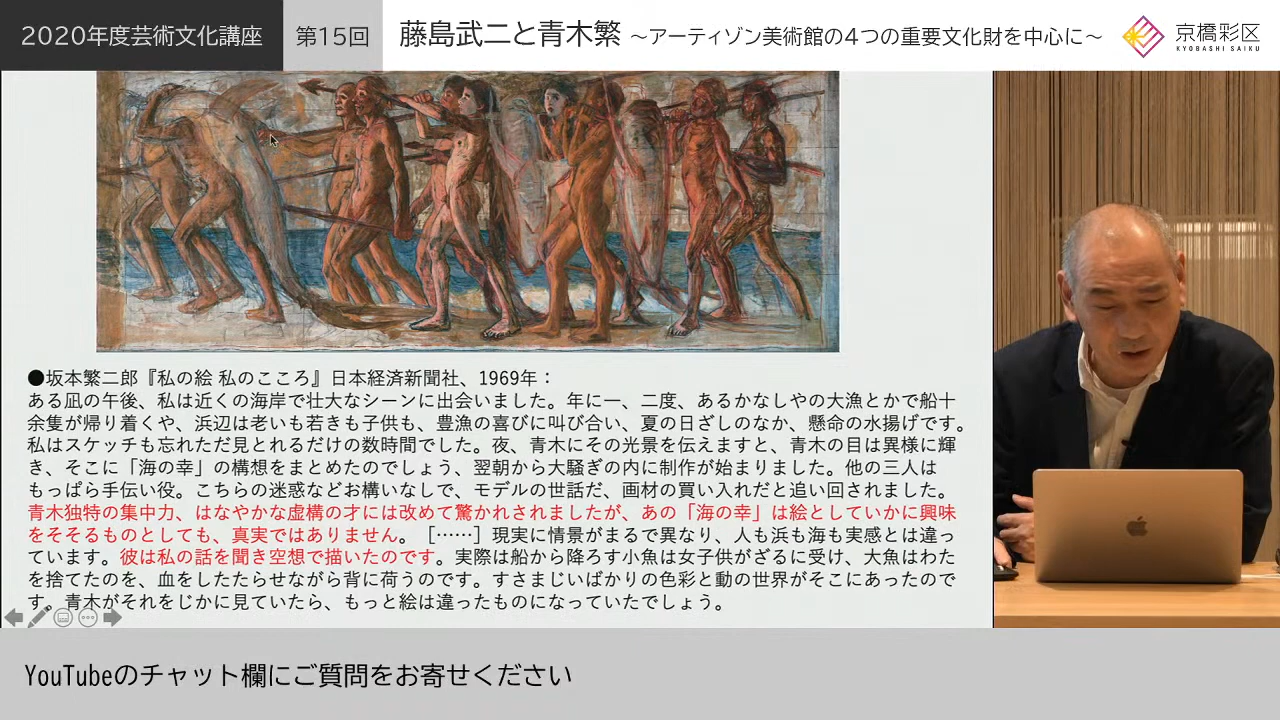 2020年度芸術文化講座
第15回
藤島武二と青木繁 ～アーティゾン美術館の4つの重要文化財を中心に～
京橋彩区
KYOBASHI SAIKU
●坂本繁二郎『私の絵 私のこころ』日本経済新聞社、1969年：
ある凪の午後、私は近くの海岸で壮大なシーンに出会いました。年に一、二度、あるかなしやの大漁とかで船十
余隻が帰り着くや、浜辺は老いも若きも子供も、豊漁の喜びに叫び合い、夏の日ざしのなか、懸命の水揚げです。
私はスケッチも忘れただ見とれるだけの数時間でした。夜、青木にその光景を伝えますと、青木の目は異様に輝
き、そこに「海の幸」の構想をまとめたのでしょう、翌朝から大騒ぎの内に制作が始まりました。他の三人は
もっぱら手伝い役。こちらの迷惑などお構いなしで、モデルの世話だ、画材の買い入れだと追い回されました。
青木独特の集中力、はなやかな虚構の才には改めて驚かれされましたが、あの「海の幸」は絵としていかに興味
をそそるものとしても、真実ではありません。［……］現実に情景がまるで異なり、人も浜も海も実感とは違っ
ています。彼は私の話を聞き空想で描いたのです。実際は船から降ろす小魚は女子供がざるに受け、大魚はわた
を捨てたのを、血をしたたらせながら背に荷うのです。すさまじいばかりの色彩と動の世界がそこにあったので
す。青木がそれをじかに見ていたら、もっと絵は違ったものになっていたでしょう。
YouTubeのチャット欄にご質問をお寄せください